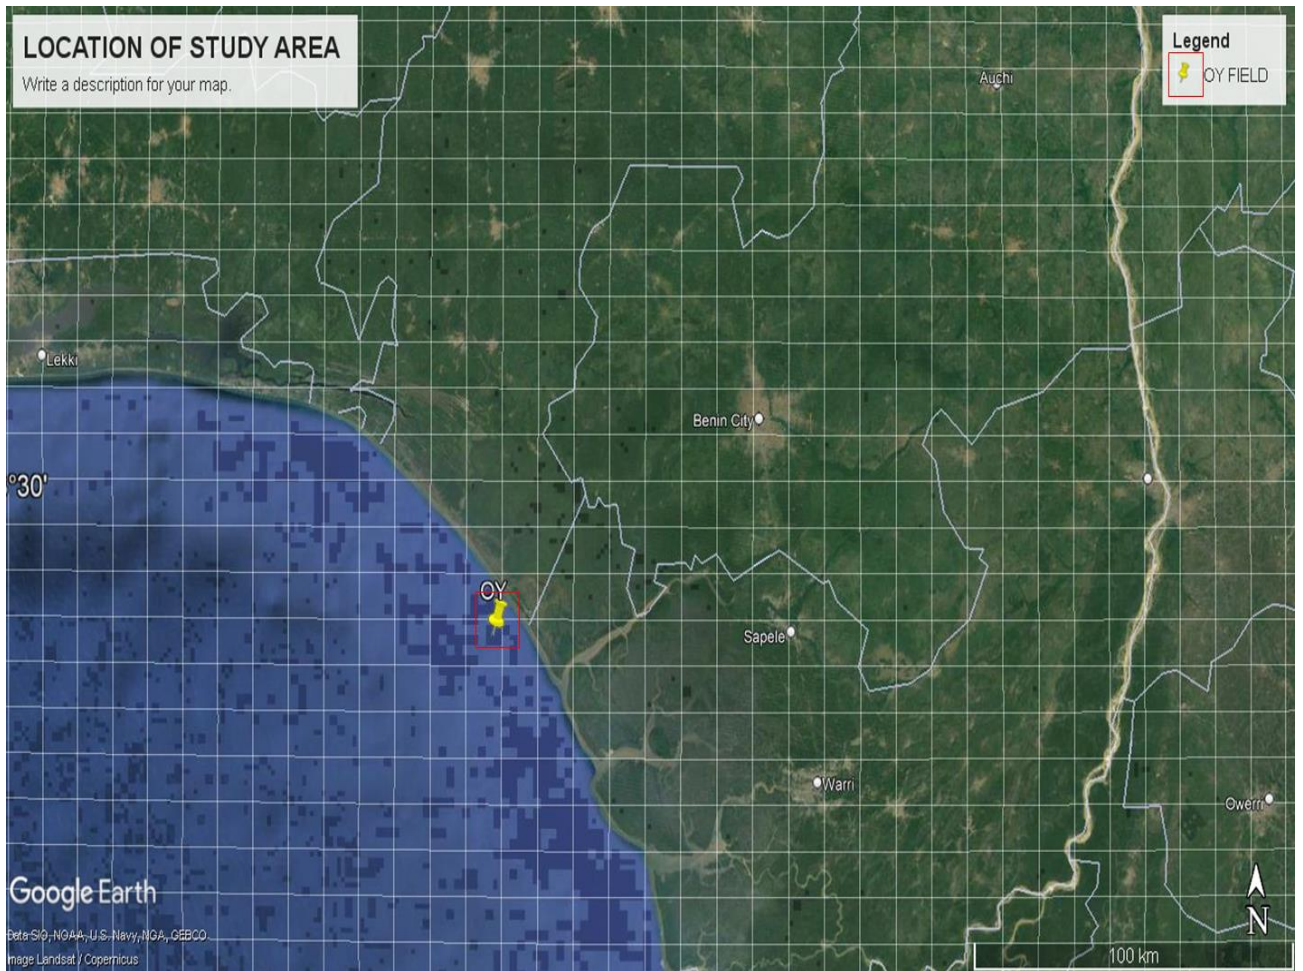 LOCATION OF STUDY AREA
Write a description for your map.
Legend
OY FIELD
Auchi
Lekki
Benin City
°30'
OY
Sapele
Warri
Owerri
Google Earth
Data SIO, NOAA, U.S. Navy, NGA, GEBCO
Image Landsat / Copernicus
N
100 km